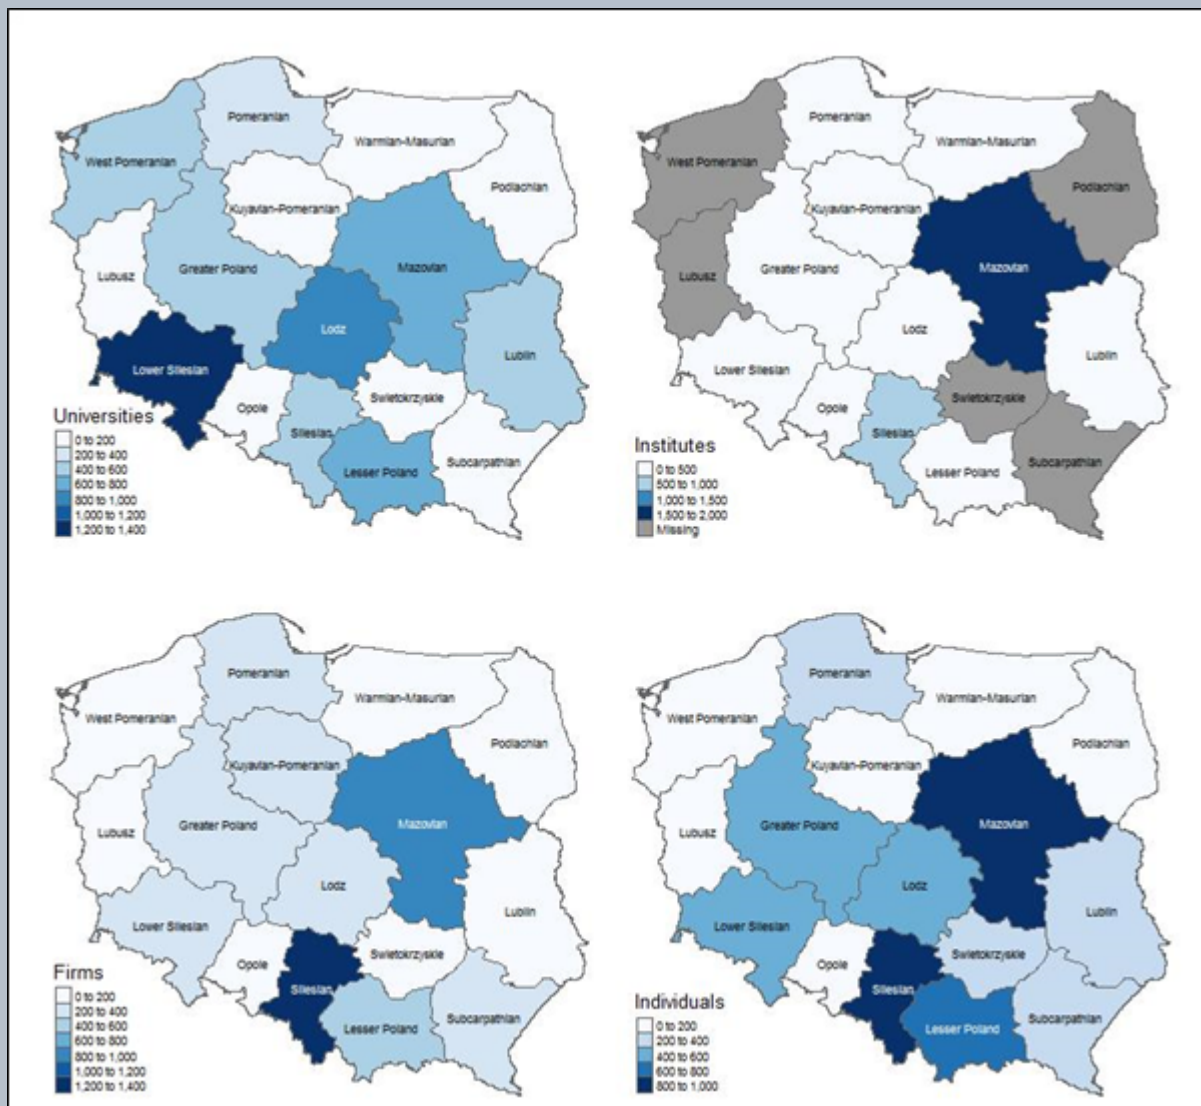 Pomeranian
Warmian-Masurian
West Pomeranian
Podlachian
Kuyavian-Pomeranian
Lubusz
Greater Poland
Mazovian
Lodz
Lower Silesian
Lublin
Opole
Swietokrzyskie
Silesian
Lesser Poland
Subcarpathian
Universities
0 to 200
200 to 400
400 to 600
600 to 800
800 to 1,000
1,000 to 1,200
1,200 to 1,400
Pomeranian
Warmian-Masurian
West Pomeranian
Podlachian
Kuyavian-Pomeranian
Lubusz
Greater Poland
Mazovian
Lodz
Lower Silesian
Lublin
Opole
Swietokrzyskie
Silesian
Lesser Poland
Subcarpathian
Institutes
0 to 500
500 to 1,000
1,000 to 1,500
1,500 to 2,000
Missing
Pomeranian
Warmian-Masurian
West Pomeranian
Podlachian
Kuyavian-Pomeranian
Lubusz
Greater Poland
Mazovian
Lodz
Lower Silesian
Lublin
Opole
Swietokrzyskie
Silesian
Lesser Poland
Subcarpathian
Firms
0 to 200
200 to 400
400 to 600
600 to 800
800 to 1,000
1,000 to 1,200
1,200 to 1,400
Pomeranian
Warmian-Masurian
West Pomeranian
Podlachian
Kuyavian-Pomeranian
Lubusz
Greater Poland
Mazovian
Lodz
Lower Silesian
Lublin
Opole
Swietokrzyskie
Silesian
Lesser Poland
Subcarpathian
Individuals
0 to 200
200 to 400
400 to 600
600 to 800
800 to 1,000